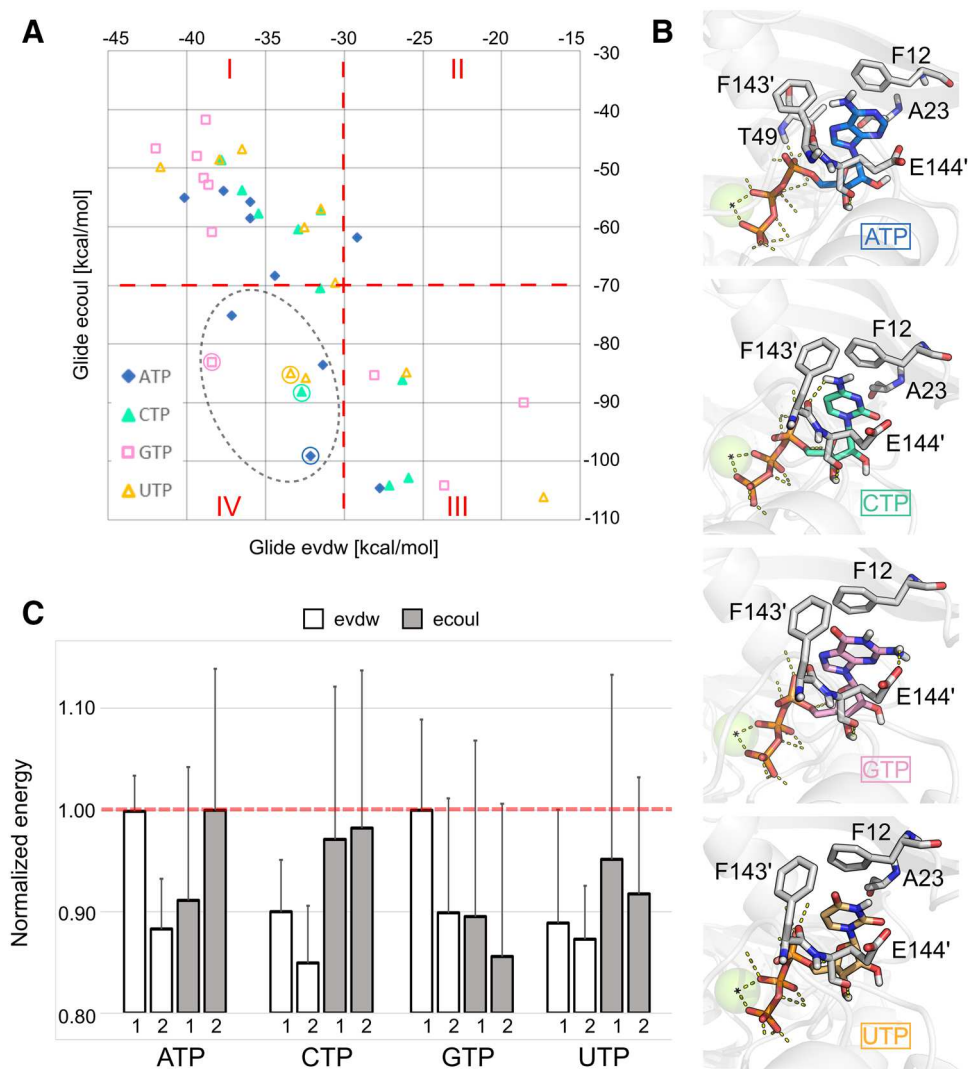 A
-45 -40 -35 -30 -25 -20 -15
I II
-30
-40
-50
-60
-70
-80
-90
-100
-110
Glide ecoul [kcal/mol]
ATP
CTP
GTP
UTP
IV III
Glide evdw [kcal/mol]
B
F12
F143'
A23
T49
E144'
*
ATP
F12
F143'
A23
E144'
*
CTP
F12
F143'
E144'
*
GTP
F12
F143'
A23
E144'
*
UTP
C
evdw ecoul
Normalized energy
1.10
1.00
0.90
0.80
1 2 1 2 1 2 1 2 1 2 1 2 1 2 1 2
ATP CTP GTP UTP